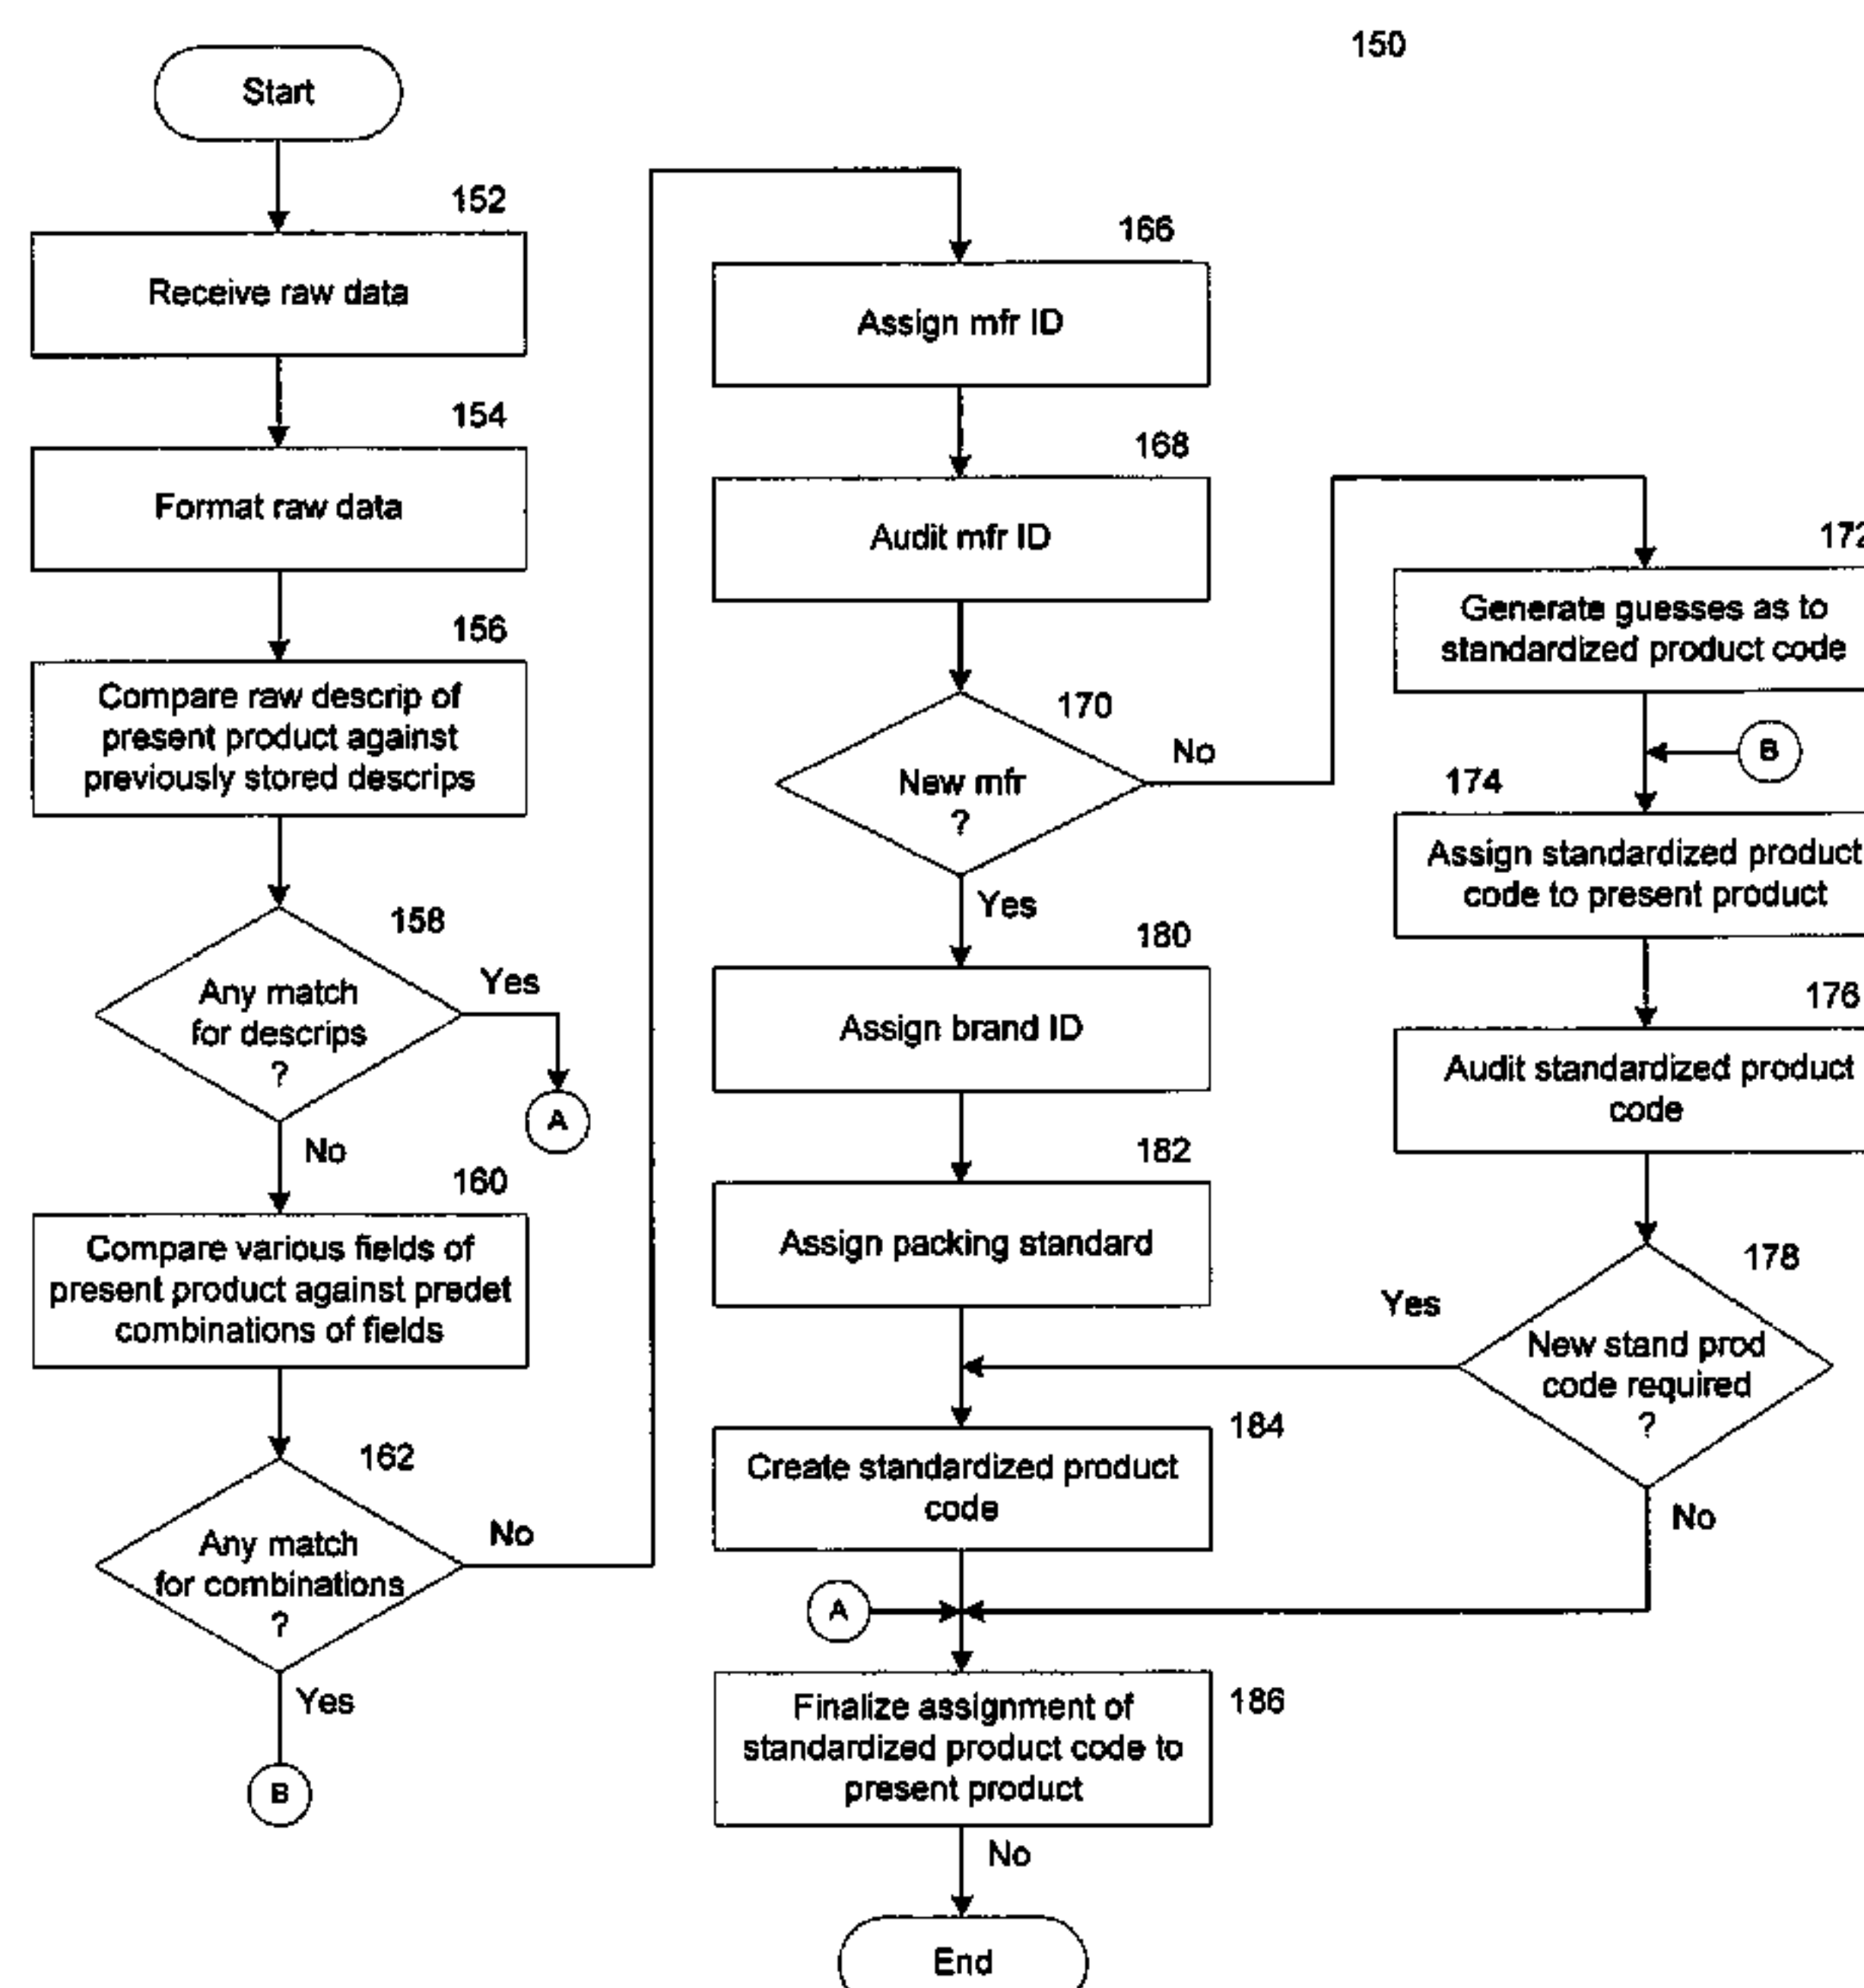 150
Start
152
Receive raw data
154
Format raw data
156
Compare raw descrip of
present product against
previously stored descrips
158
Any match
for descrips
?
Yes
A
No
160
Compare various fields of
present product against predet
combinations of fields
162
Any match
for combinations
?
No
Yes
B
166
Assign mfr ID
168
Audit mfr ID
170
New mfr
?
No
Yes
180
Assign brand ID
182
Assign packing standard
184
Create standardized product
code
A
186
Finalize assignment of
standardized product code to
present product
No
End
172
Generate guesses as to
standardized product code
B
174
Assign standardized product
code to present product
176
Audit standardized product
code
178
New stand prod
code required
?
Yes
No